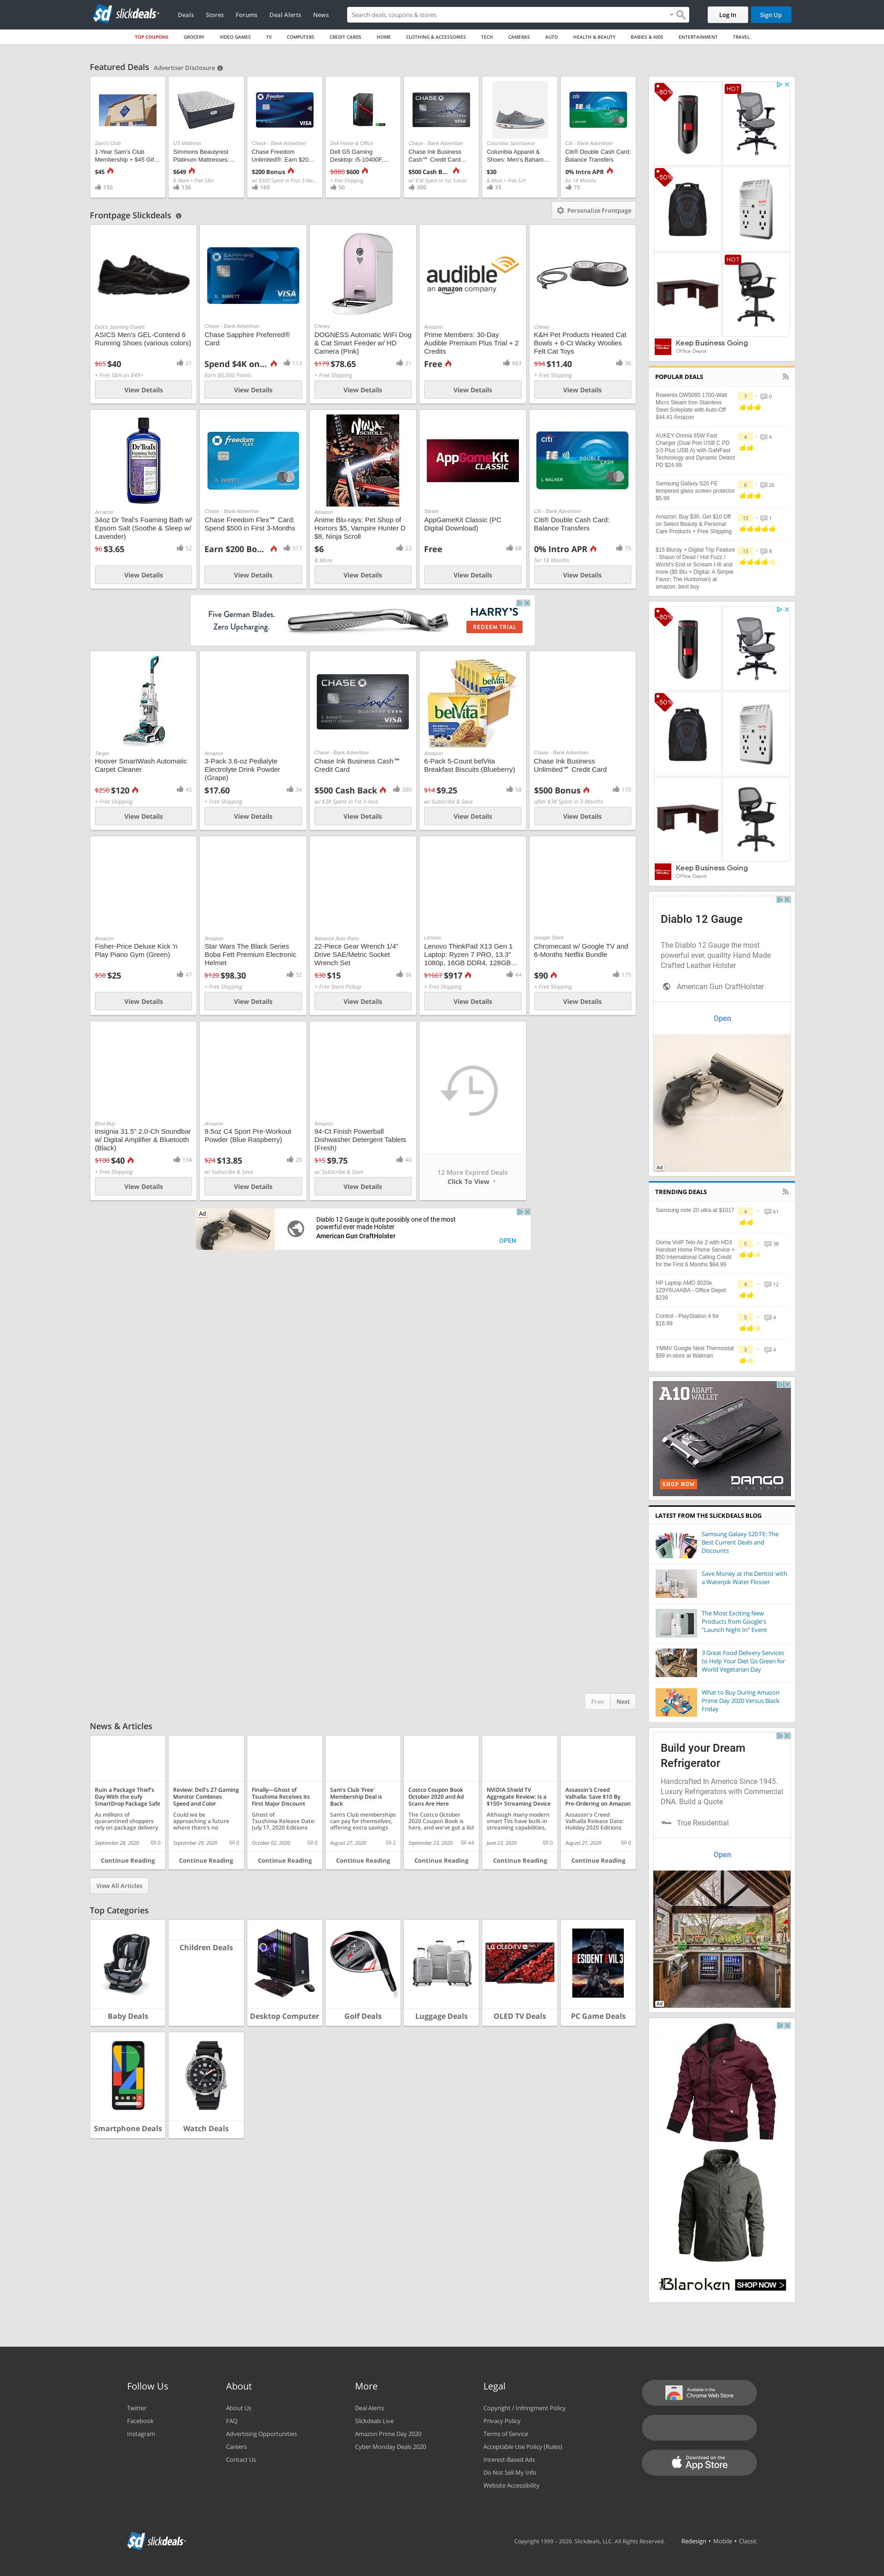 slickdeals
Deals Stores Forums Deal Alerts News
Search deals, coupons & stores
Log In
Sign Up
TOP COUPONS GROCERY VIDEO GAMES TV COMPUTERS CREDIT CARDS HOME CLOTHING & ACCESSORIES TECH CAMERAS AUTO HEALTH & BEAUTY BABIES & KIDS ENTERTAINMENT TRAVEL
Featured Deals Advertiser Disclosure
Sam's Club
1-Year Sam's Club
Membership + $45 Gif...
$45
150
US Mattress
Simmons Beautyrest
Platinum Mattresses:...
$649
& More + Free S&H
136
Chase - Bank Advertiser
Chase Freedom
Unlimited®: Earn $20...
$200 Bonus
w/ $500 Spent in First 3-Mo...
160
Dell Home & Office
Dell G5 Gaming
Desktop: i5-10400F,...
$880 $600
+ Free Shipping
50
Chase - Bank Advertiser
Chase Ink Business
Cash℠ Credit Card...
$500 Cash B...
w/ $3K Spent in 1st 3-mos
300
Columbia Sportswear
Columbia Apparel &
Shoes: Men's Baham...
$30
& More + Free S/H
33
Citi - Bank Advertiser
Citi® Double Cash Card:
Balance Transfers
0% Intro APR
for 18 Months
75
Frontpage Slickdeals
Personalize Frontpage
Dick's Sporting Goods
ASICS Men's GEL-Contend 6
Running Shoes (various colors)
$65 $40
21
+ Free S&H on $49+
View Details
Chase - Bank Advertiser
Chase Sapphire Preferred®
Card
Spend $4K on...
113
Earn 80,000 Points
View Details
Chewy
DOGNESS Automatic WiFi Dog
& Cat Smart Feeder w/ HD
Camera (Pink)
$179 $78.65
21
+ Free Shipping
View Details
audible
an amazon company
Amazon
Prime Members: 30-Day
Audible Premium Plus Trial + 2
Credits
Free
663
View Details
Chewy
K&H Pet Products Heated Cat
Bowls + 6-Ct Wacky Woolies
Felt Cat Toys
$94 $11.40
30
+ Free Shipping
View Details
Dr Teal's
Amazon
34oz Dr Teal's Foaming Bath w/
Epsom Salt (Soothe & Sleep w/
Lavender)
$6 $3.65
52
View Details
freedom
FLEX
Chase - Bank Advertiser
Chase Freedom Flex℠ Card:
Spend $500 in First 3-Months
Earn $200 Bo...
317
View Details
NINJA
SCROLL
Amazon
Anime Blu-rays: Pet Shop of
Horrors $5, Vampire Hunter D
$8, Ninja Scroll
$6
23
& More
View Details
AppGameKit
CLASSIC
Steam
AppGameKit Classic (PC
Digital Download)
Free
68
View Details
citi
DOUBLE
CASH
L WALKER
Citi - Bank Advertiser
Citi® Double Cash Card:
Balance Transfers
0% Intro APR
75
for 18 Months
View Details
Five German Blades.
Zero Upcharging.
HARRY'S
REDEEM TRIAL
Target
Hoover SmartWash Automatic
Carpet Cleaner
$250 $120
45
+ Free Shipping
View Details
Amazon
3-Pack 3.6-oz Pedialyte
Electrolyte Drink Powder
(Grape)
$17.60
34
+ Free Shipping
View Details
CHASE
VISA
Chase - Bank Advertiser
Chase Ink Business Cash℠
Credit Card
$500 Cash Back
300
w/ $3K Spent in 1st 3-mos
View Details
belVita
Amazon
6-Pack 5-Count belVita
Breakfast Biscuits (Blueberry)
$14 $9.25
58
w/ Subscribe & Save
View Details
Chase - Bank Advertiser
Chase Ink Business
Unlimited℠ Credit Card
$500 Bonus
170
after $3K Spent in 3-Months
View Details
Amazon
Fisher-Price Deluxe Kick 'n
Play Piano Gym (Green)
$50 $25
47
View Details
Amazon
Star Wars The Black Series
Boba Fett Premium Electronic
Helmet
$120 $98.30
32
+ Free Shipping
View Details
Advance Auto Parts
22-Piece Gear Wrench 1/4"
Drive SAE/Metric Socket
Wrench Set
$30 $15
36
+ Free Store Pickup
View Details
Lenovo
Lenovo ThinkPad X13 Gen 1
Laptop: Ryzen 7 PRO, 13.3"
1080p, 16GB DDR4, 128GB...
$1667 $917
44
+ Free Shipping
View Details
Google Store
Chromecast w/ Google TV and
6-Months Netflix Bundle
$90
175
+ Free Shipping
View Details
Best Buy
Insignia 31.5" 2.0-Ch Soundbar
w/ Digital Amplifier & Bluetooth
(Black)
$100 $40
134
+ Free Shipping
View Details
Amazon
9.5oz C4 Sport Pre-Workout
Powder (Blue Raspberry)
$24 $13.85
29
w/ Subscribe & Save
View Details
Amazon
94-Ct Finish Powerball
Dishwasher Detergent Tablets
(Fresh)
$15 $9.75
40
w/ Subscribe & Save
View Details
12 More Expired Deals
Click To View
Ad
Diablo 12 Gauge is quite possibly one of the most
powerful ever made Holster
American Gun CraftHolster
OPEN
Prev Next
News & Articles
Ruin a Package Thief's
Day With the eufy
SmartDrop Package Safe
As millions of
quarantined shoppers
rely on package delivery
September 28, 2020 0
Continue Reading
Review: Dell's 27 Gaming
Monitor Combines
Speed and Color
Could we be
approaching a future
where there's no
September 29, 2020 0
Continue Reading
Finally—Ghost of
Tsushima Receives its
First Major Discount
Ghost of
Tsushima Release Date:
July 17, 2020 Editions
October 02, 2020 0
Continue Reading
Sam's Club 'Free'
Membership Deal is
Back
Sam's Club memberships
can pay for themselves,
offering extra savings
August 27, 2020 2
Continue Reading
Costco Coupon Book
October 2020 and Ad
Scans Are Here
The Costco October
2020 Coupon Book is
here, and we've got a list
September 23, 2020 44
Continue Reading
NVIDIA Shield TV
Aggregate Review: Is a
$150+ Streaming Device
Although many modern
smart TVs have built-in
streaming capabilities,
June 23, 2020 0
Continue Reading
Assassin's Creed
Valhalla: Save $10 By
Pre-Ordering on Amazon
Assassin's Creed
Valhalla Release Date:
Holiday 2020 Editions
August 21, 2020 0
Continue Reading
View All Articles
Top Categories
Baby Deals
Children Deals
Desktop Computer
Golf Deals
LG OLED TV
Luggage Deals
OLED TV Deals
RESIDENT EVIL 3
PC Game Deals
Smartphone Deals
Watch Deals
-80%
HOT
-50%
HOT
Keep Business Going
Office Depot
POPULAR DEALS
Rowenta DW5080 1700-Watt
Micro Steam Iron Stainless
Steel Soleplate with Auto-Off
$44.41 Amazon
7 0
AUKEY Omnia 65W Fast
Charger (Dual Port USB C PD
3.0 Plus USB A) with GaNFast
Technology and Dynamic Detect
PD $24.99
4 4
Samsung Galaxy S20 FE
tempered glass screen protector
$5.99
6 26
Amazon: Buy $30, Get $10 Off
on Select Beauty & Personal
Care Products + Free Shipping
15 1
$15 Bluray + Digital Trip Feature
: Shaun of Dead / Hot Fuzz /
World's End or Scream I-III and
more ($5 Blu + Digital: A Simple
Favor; The Huntsman) at
amazon, best buy
13 8
-80%
-50%
Keep Business Going
Office Depot
Diablo 12 Gauge
The Diablo 12 Gauge the most
powerful ever, quaility Hand Made
Crafted Leather Holster
American Gun CraftHolster
Open
Ad
TRENDING DEALS
Samsung note 20 ultra at $1017
4 61
Ooma VoIP Telo Air 2 with HD3
Handset Home Phone Service +
$50 International Calling Credit
for the First 6 Months $84.99
5 38
HP Laptop AMD 3020e
1Z9Y6UAABA - Office Depot
$239
4 12
Control - PlayStation 4 for
$16.99
5 4
YMMV Google Nest Thermostat
$99 in-store at Walmart
3 4
A10 ADAPT
WALLET
SHOP NOW
DANGO
PRODUCTS
LATEST FROM THE SLICKDEALS BLOG
Samsung Galaxy S20 FE: The
Best Current Deals and
Discounts
Save Money at the Dentist with
a Waterpik Water Flosser
The Most Exciting New
Products from Google's
"Launch Night In" Event
3 Great Food Delivery Services
to Help Your Diet Go Green for
World Vegetarian Day
What to Buy During Amazon
Prime Day 2020 Versus Black
Friday
Build your Dream
Refrigerator
Handcrafted In America Since 1945.
Luxury Refrigerators with Commercial
DNA. Build a Quote
True Residential
Open
Ad
Blaroken
SHOP NOW >
Follow Us
Twitter
Facebook
Instagram
About
About Us
FAQ
Advertising Opportunities
Careers
Contact Us
More
Deal Alerts
Slickdeals Live
Amazon Prime Day 2020
Cyber Monday Deals 2020
Legal
Copyright / Infringment Policy
Privacy Policy
Terms of Service
Acceptable Use Policy (Rules)
Interest-Based Ads
Do Not Sell My Info
Website Accessibility
Available in the
Chrome Web Store
Download on the
App Store
slickdeals
Copyright 1999 - 2020. Slickdeals, LLC. All Rights Reserved.
Redesign • Mobile • Classic